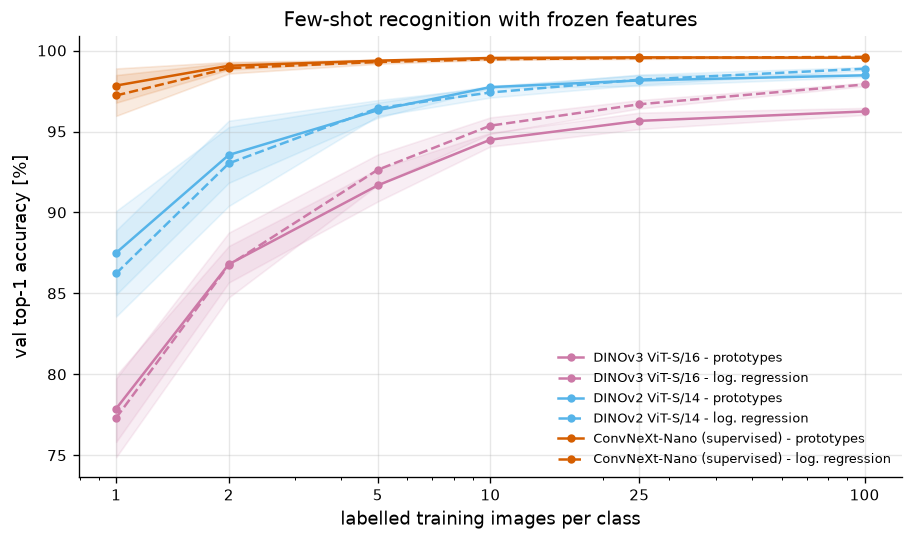 Few-shot recognition with frozen features
val top-1 accuracy [%]
100
95
90
85
80
75
DINOv3 ViT-S/16 - prototypes
DINOv3 ViT-S/16 - log. regression
DINOv2 ViT-S/14 - prototypes
DINOv2 ViT-S/14 - log. regression
ConvNeXt-Nano (supervised) - prototypes
ConvNeXt-Nano (supervised) - log. regression
1 2 5 10 25 100
labelled training images per class